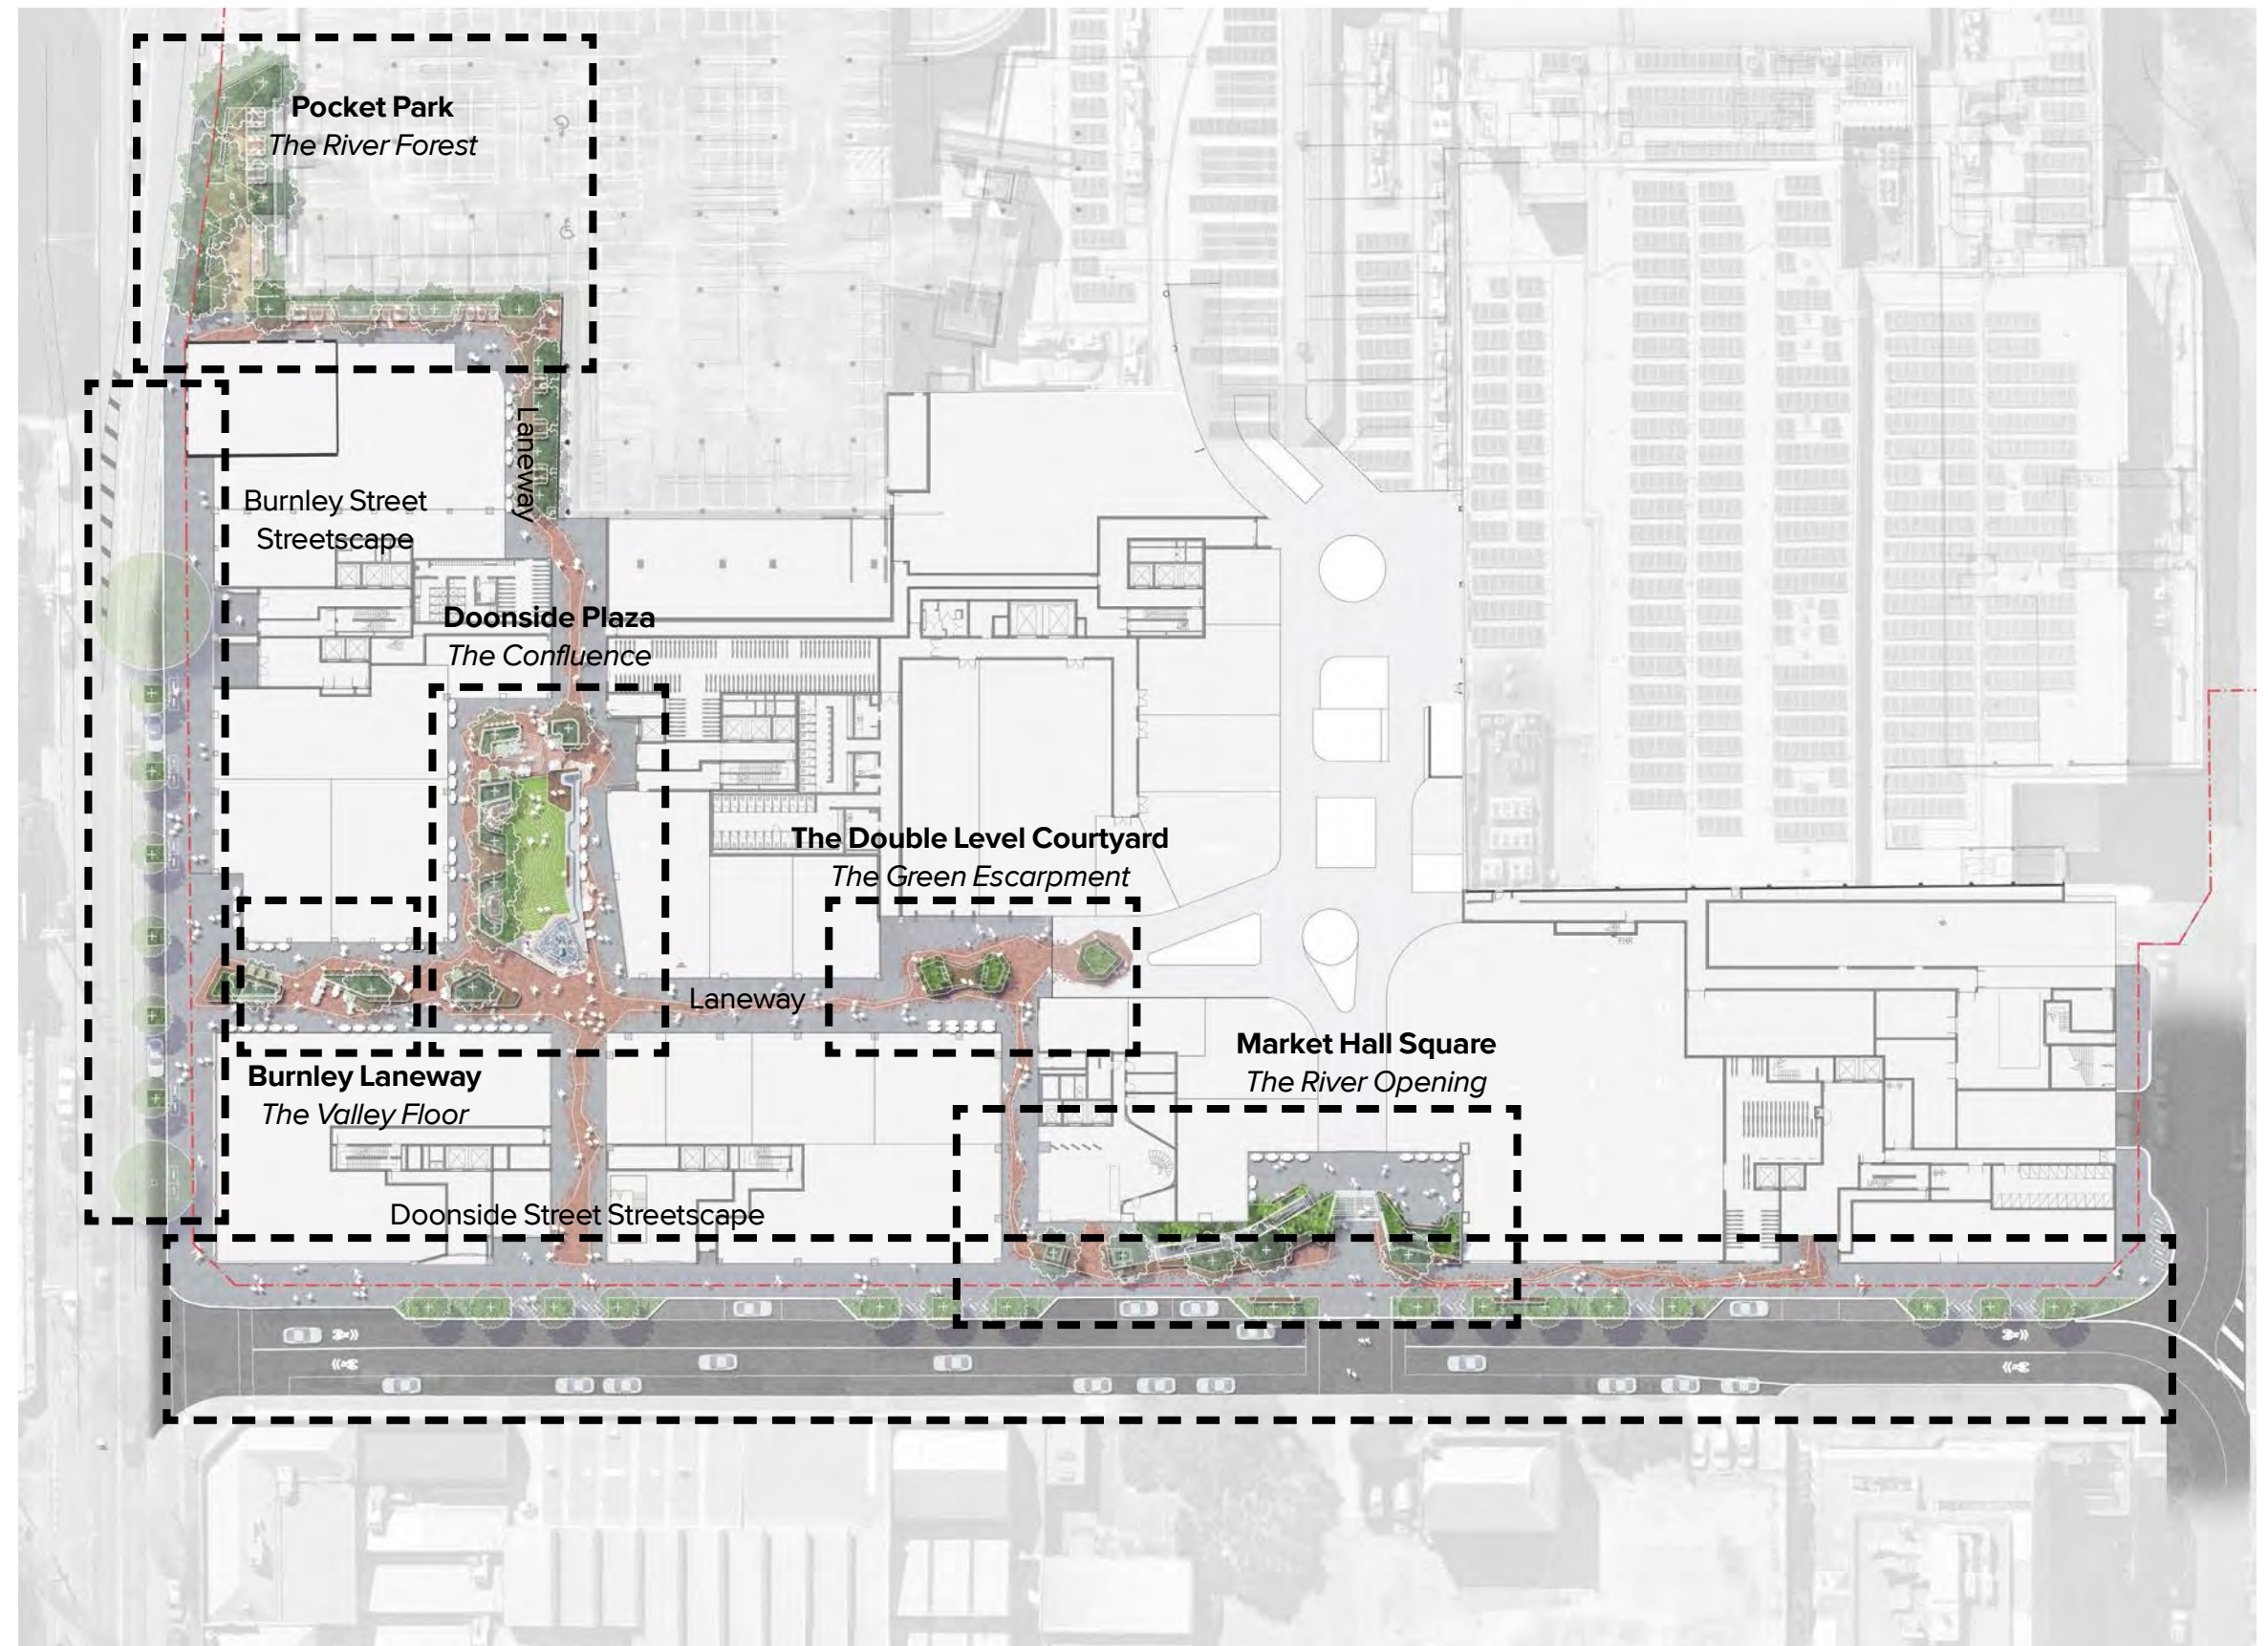 Pocket Park
The River Forest
Laneway
Burnley Street
Streetscape
Doonside Plaza
The Confluence
The Double Level Courtyard
The Green Escarpment
FHR
Laneway
Market Hall Square
The River Opening
Burnley Laneway
The Valley Floor
Doonside Street Streetscape